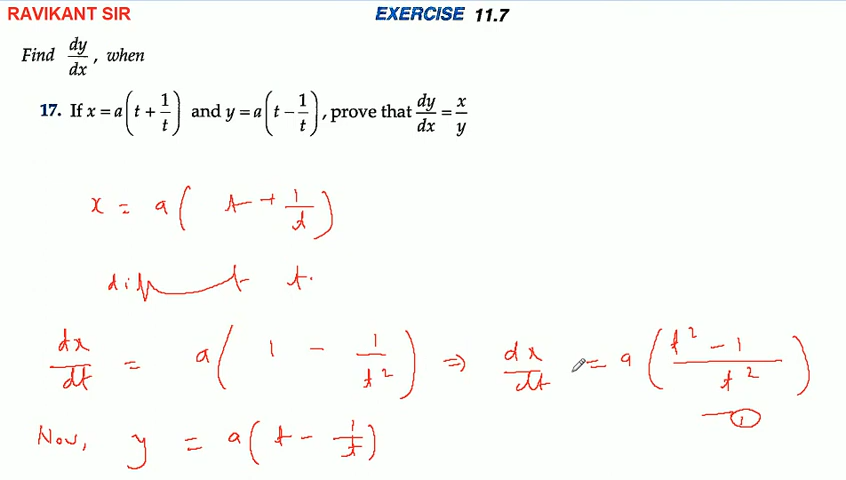 RAVIKANT SIR EXERCISE 11.7
Find dy/dx, when
17. If x = a(t + 1/t) and y = a(t − 1/t), prove that dy/dx = x/y
x = a( t + 1/t )
diff t t.
dx/dt = a( 1 − 1/t² ) ⇒ dx/dt = a( t² − 1 / t² )
— ①
Now, y = a( t − 1/t )